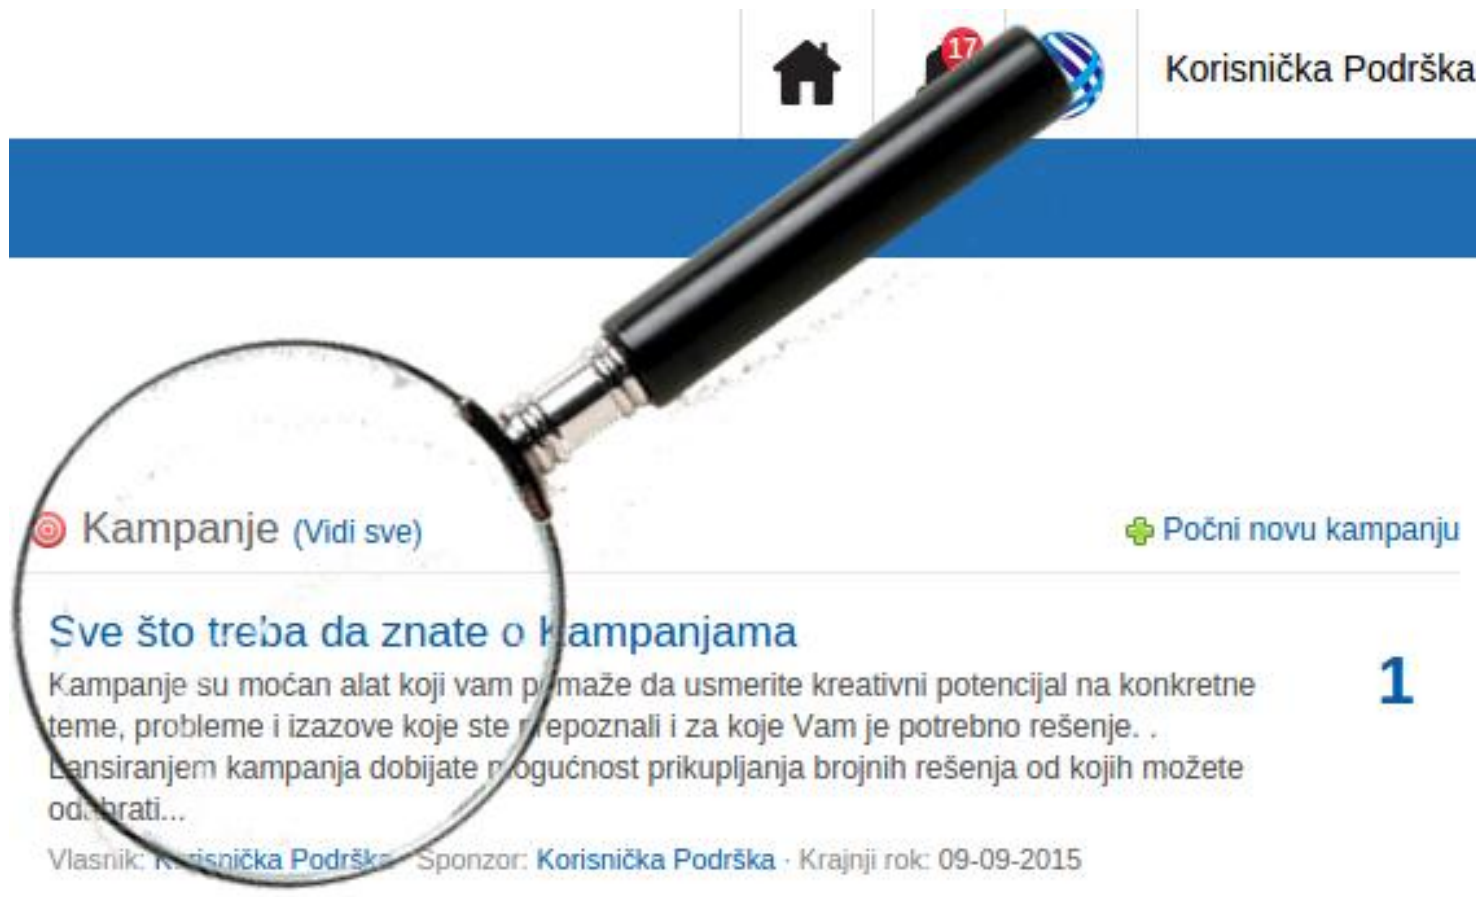 17
Korisnička Podrška
Kampanje (Vidi sve)
Počni novu kampanju
Sve što treba da znate o Kampanjama
1
Kampanje su moćan alat koji vam pomaže da usmerite kreativni potencijal na konkretne
teme, probleme i izazove koje ste prepoznali i za koje Vam je potrebno rešenje. .
Lansiranjem kampanja dobijate mogućnost prikupljanja brojnih rešenja od kojih možete
odabrati...
Vlasnik: Korisnička Podrška · Sponzor: Korisnička Podrška · Krajnji rok: 09-09-2015